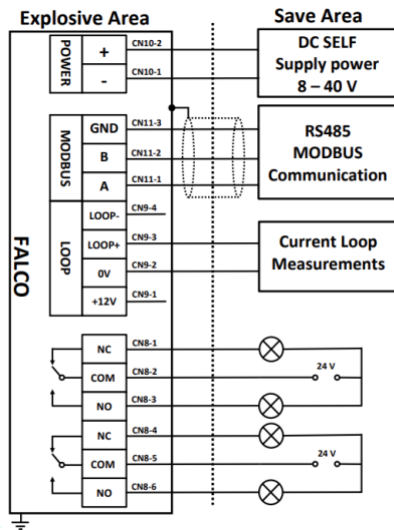 Explosive Area
Save Area
POWER
+
CN10-2
-
CN10-1
DC SELF
Supply power
8 – 40 V
MODBUS
GND
CN11-3
B
CN11-2
A
CN11-1
RS485
MODBUS
Communication
LOOP
LOOP-
CN9-4
LOOP+
CN9-3
0V
CN9-2
+12V
CN9-1
Current Loop
Measurements
FALCO
NC
CN8-1
COM
CN8-2
24 V
NO
CN8-3
NC
CN8-4
COM
CN8-5
24 V
NO
CN8-6